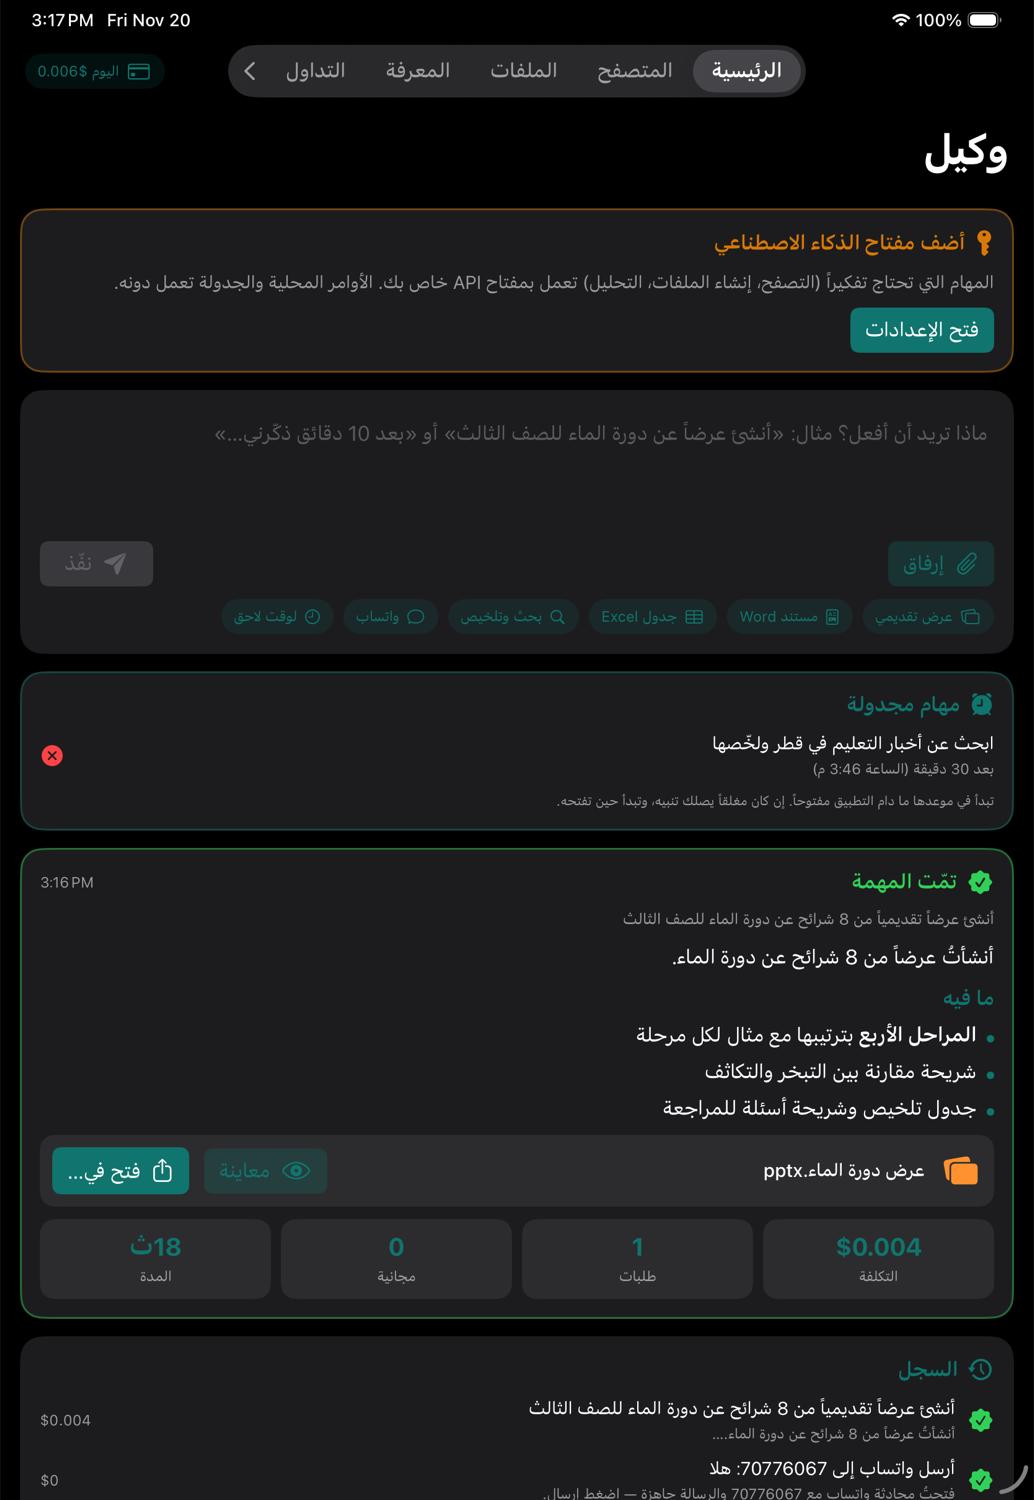 3:17 PM Fri Nov 20
100%
الرئيسية المتصفح الملفات المعرفة التداول
اليوم $0.006
وكيل
أضف مفتاح الذكاء الاصطناعي
المهام التي تحتاج تفكيراً (التصفح، إنشاء الملفات، التحليل) تعمل بمفتاح API خاص بك. الأوامر المحلية والجدولة تعمل دونه.
فتح الإعدادات
ماذا تريد أن أفعل؟ مثال: «أنشئ عرضاً عن دورة الماء للصف الثالث» أو «بعد 10 دقائق ذكّرني...»
إرفاق
نفّذ
عرض تقديمي
مستند Word
جدول Excel
بحث وتلخيص
واتساب
لوقت لاحق
مهام مجدولة
ابحث عن أخبار التعليم في قطر ولخّصها
بعد 30 دقيقة (الساعة 3:46 م)
تبدأ في موعدها ما دام التطبيق مفتوحاً. إن كان مغلقاً يصلك تنبيه، وتبدأ حين تفتحه.
تمّت المهمة
3:16 PM
أنشئ عرضاً تقديمياً من 8 شرائح عن دورة الماء للصف الثالث
أنشأتُ عرضاً من 8 شرائح عن دورة الماء.
ما فيه
المراحل الأربع بترتيبها مع مثال لكل مرحلة
شريحة مقارنة بين التبخر والتكاثف
جدول تلخيص وشريحة أسئلة للمراجعة
عرض دورة الماء.pptx
معاينة
فتح في...
$0.004
التكلفة
1
طلبات
0
مجانية
18ث
المدة
السجل
أنشئ عرضاً تقديمياً من 8 شرائح عن دورة الماء للصف الثالث
$0.004
أنشأتُ عرضاً من 8 شرائح عن دورة الماء....
أرسل واتساب إلى 70776067: هلا
$0
فتحتُ محادثة واتساب مع 70776067 والرسالة جاهزة — اضغط إرسال.